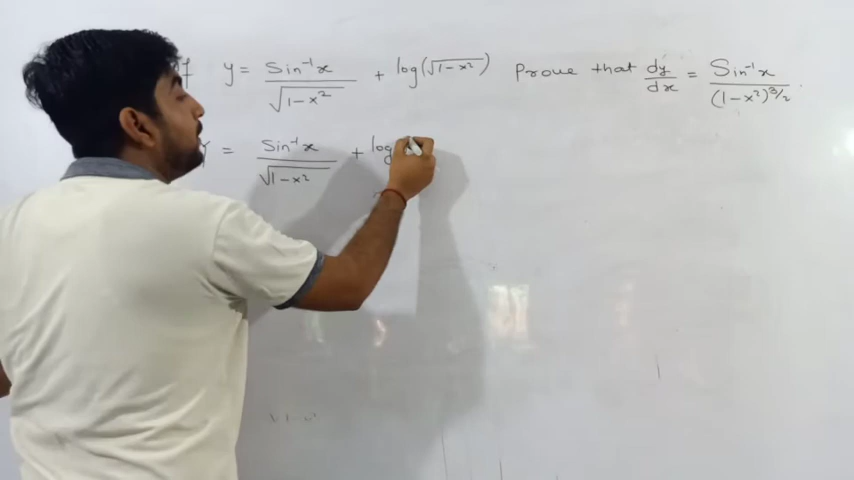 If y = Sin⁻¹x / √(1-x²) + log(√(1-x²)) Prove that dy/dx = Sin⁻¹x / (1-x²)^3/2
y = Sin⁻¹x / √(1-x²) + log